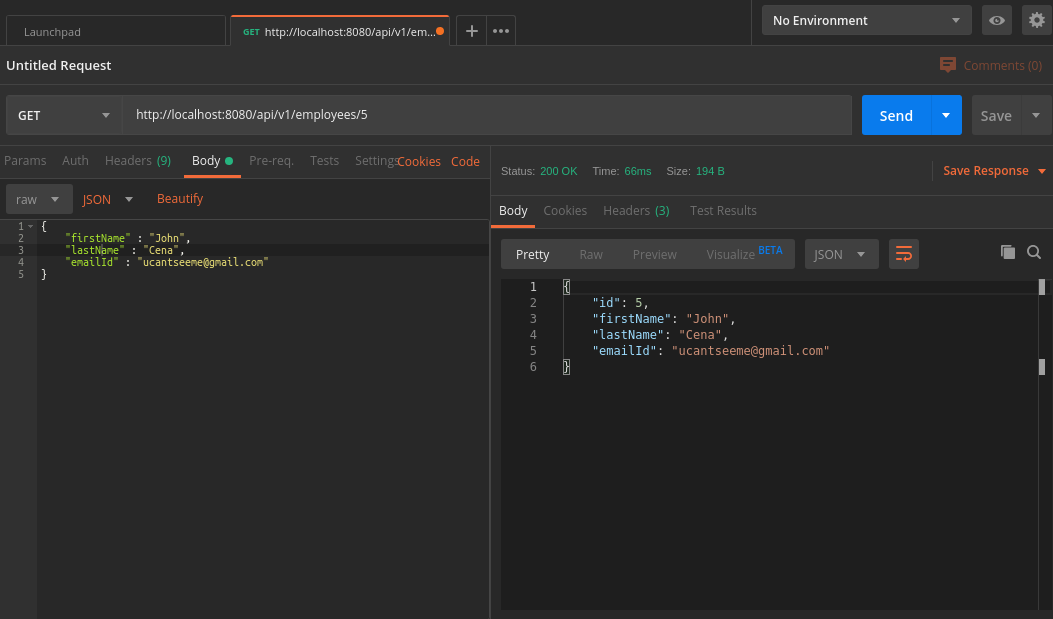 Launchpad
GET http://localhost:8080/api/v1/em...
No Environment
Untitled Request
Comments (0)
GET
http://localhost:8080/api/v1/employees/5
Send
Save
Params Auth Headers (9) Body Pre-req. Tests Settings Cookies Code
raw JSON Beautify
1 {
2 "firstName" : "John",
3 "lastName" : "Cena",
4 "emailId" : "ucantseeme@gmail.com"
5 }
Status: 200 OK Time: 66ms Size: 194 B
Save Response
Body Cookies Headers (3) Test Results
Pretty Raw Preview Visualize BETA JSON
1 {
2 "id": 5,
3 "firstName": "John",
4 "lastName": "Cena",
5 "emailId": "ucantseeme@gmail.com"
6 }